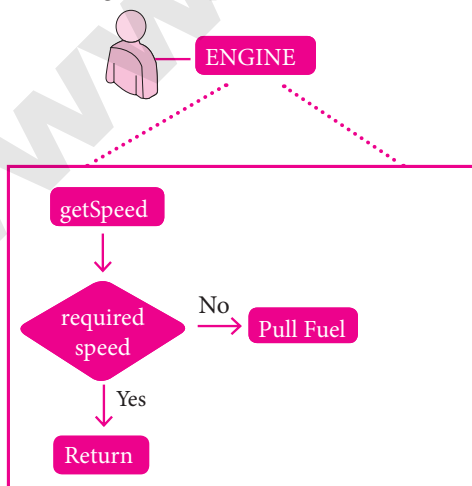 ENGINE
getSpeed
required
speed
No
Pull Fuel
Yes
Return